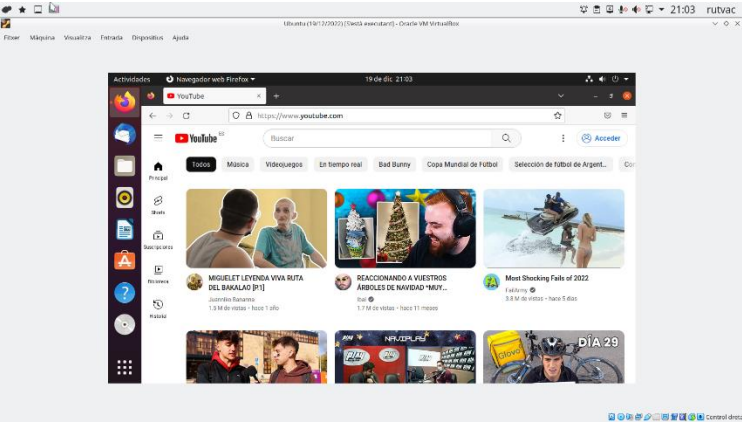 21:03 rutvac
Ubuntu (19/12/2022) [S'està executant] - Oracle VM VirtualBox
Fitxer Màquina Visualitza Entrada Dispositius Ajuda
Actividades Navegador web Firefox 19 de dic 21:03
YouTube
https://www.youtube.com
YouTube ES
Buscar
Acceder
Todos Música Videojuegos En tiempo real Bad Bunny Copa Mundial de Fútbol Selección de fútbol de Argent...
Principal
Shorts
Suscripciones
Biblioteca
Historial
MIGUELET LEYENDA VIVA RUTA
DEL BAKALAO [P.1]
1.5 M de vistas • hace 1 año
REACCIONANDO A VUESTROS
ÁRBOLES DE NAVIDAD *MUY...
Ibai
1.7 M de vistas • hace 11 meses
Most Shocking Fails of 2022
FailArmy
3.8 M de vistas • hace 5 días
PLAY NAVIPLAY PLAY
Glovo
DÍA 29
Control dreta